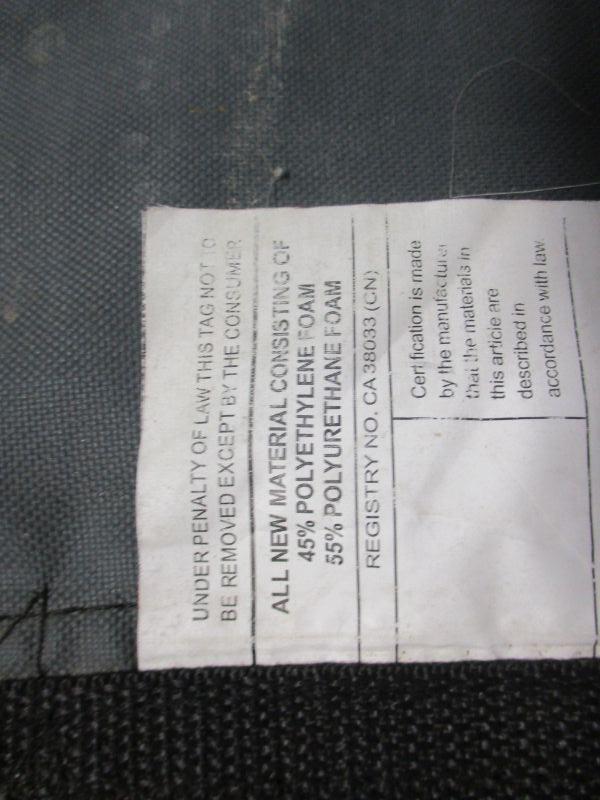 UNDER PENALTY OF LAW THIS TAG NOT TO
BE REMOVED EXCEPT BY THE CONSUMER
ALL NEW MATERIAL CONSISTING OF
45% POLYETHYLENE FOAM
55% POLYURETHANE FOAM
REGISTRY NO. CA 38033 (CN)
Certification is made
by the manufacturer
that the materials in
this article are
described in
accordance with law.